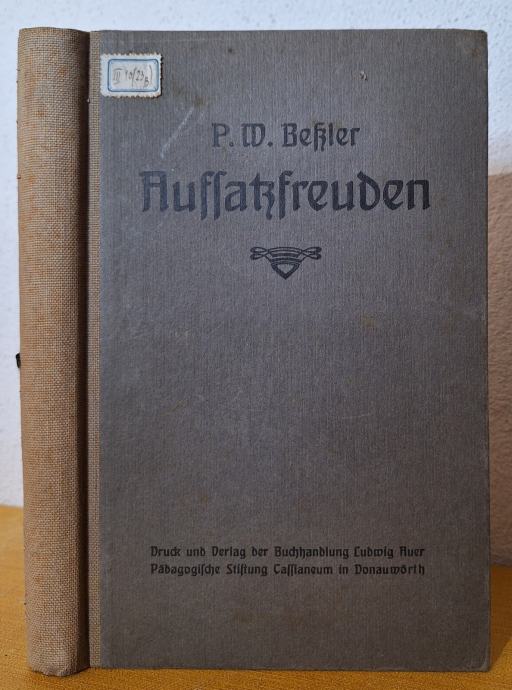 P. W. Beßler
Aufsatzfreuden
Druck und Verlag der Buchhandlung Ludwig Auer
Pädagogische Stiftung Cassianeum in Donauwörth